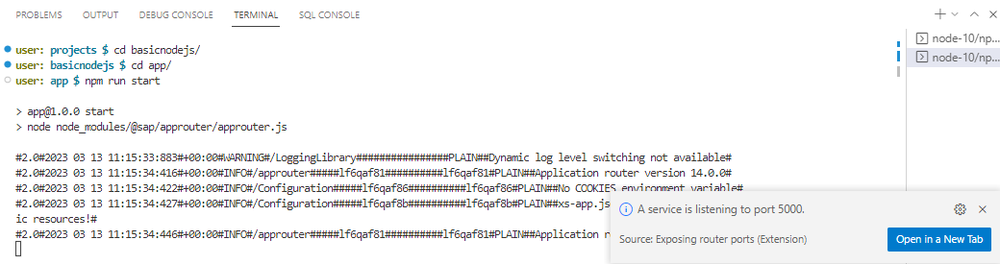 PROBLEMS OUTPUT DEBUG CONSOLE TERMINAL SQL CONSOLE
user: projects $ cd basicnodejs/
user: basicnodejs $ cd app/
user: app $ npm run start
> app@1.0.0 start
> node node_modules/@sap/approuter/approuter.js
#2.0#2023 03 13 11:15:33:883#+00:00#WARNING#/LoggingLibrary################PLAIN##Dynamic log level switching not available#
#2.0#2023 03 13 11:15:34:416#+00:00#INFO#/approuter#####lf6qaf81##########lf6qaf81#PLAIN##Application router version 14.0.0#
#2.0#2023 03 13 11:15:34:422#+00:00#INFO#/Configuration#####lf6qaf86##########lf6qaf86#PLAIN##No COOKIES environment variable#
#2.0#2023 03 13 11:15:34:427#+00:00#INFO#/Configuration#####lf6qaf8b##########lf6qaf8b#PLAIN##xs-app.js
ic resources!#
#2.0#2023 03 13 11:15:34:446#+00:00#INFO#/approuter#####lf6qaf81##########lf6qaf81#PLAIN##Application r
node-10/np...
node-10/np...
A service is listening to port 5000.
Source: Exposing router ports (Extension)
Open in a New Tab